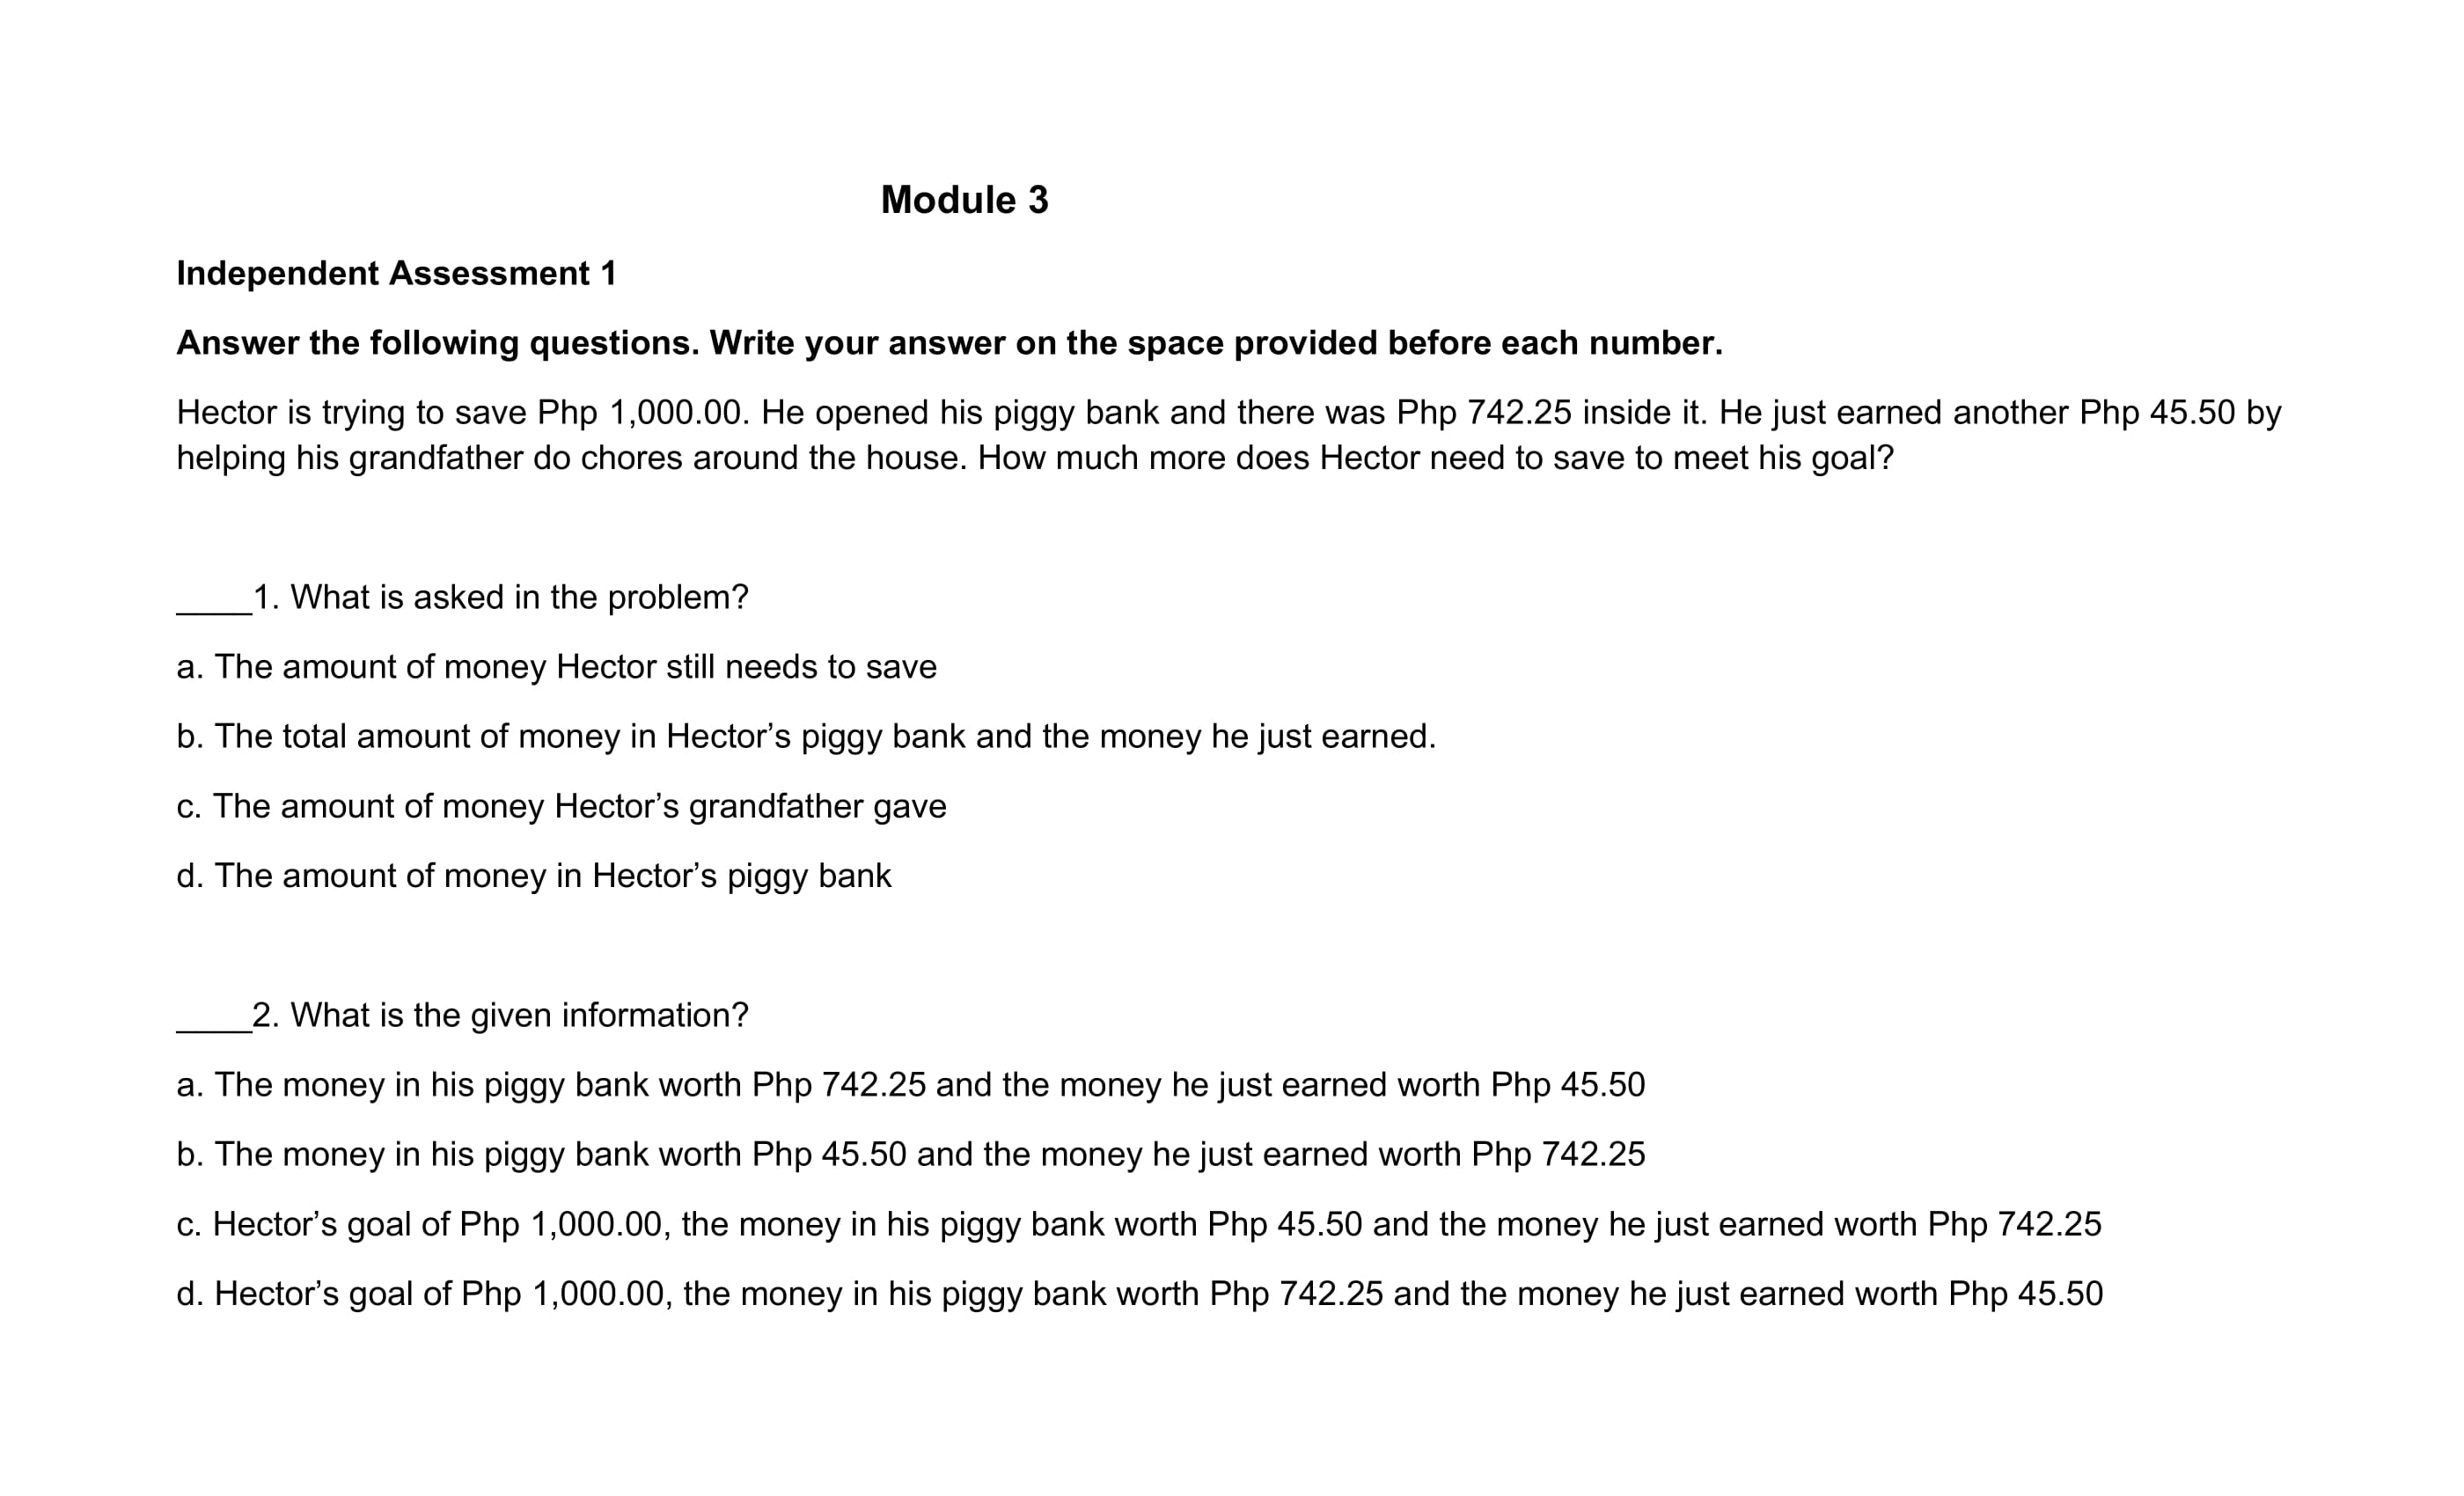 Module 3
Independent Assessment 1
Answer the following questions. Write your answer on the space provided before each number.
Hector is trying to save Php 1,000.00. He opened his piggy bank and there was Php 742.25 inside it. He just earned another Php 45.50 by
helping his grandfather do chores around the house. How much more does Hector need to save to meet his goal?
____1. What is asked in the problem?
a. The amount of money Hector still needs to save
b. The total amount of money in Hector’s piggy bank and the money he just earned.
c. The amount of money Hector’s grandfather gave
d. The amount of money in Hector’s piggy bank
____2. What is the given information?
a. The money in his piggy bank worth Php 742.25 and the money he just earned worth Php 45.50
b. The money in his piggy bank worth Php 45.50 and the money he just earned worth Php 742.25
c. Hector’s goal of Php 1,000.00, the money in his piggy bank worth Php 45.50 and the money he just earned worth Php 742.25
d. Hector’s goal of Php 1,000.00, the money in his piggy bank worth Php 742.25 and the money he just earned worth Php 45.50